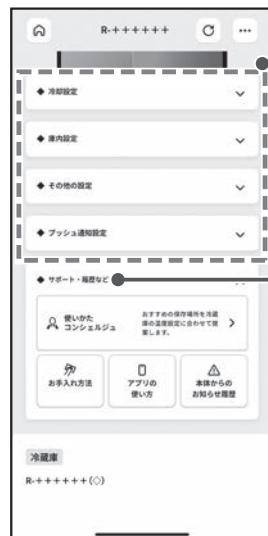 R-++++++
◆ 冷却設定
◆ 庫内設定
◆ その他の設定
◆ プッシュ通知設定
◆ サポート・履歴など
使いかた
コンシェルジュ
おすすめの保存場所を冷蔵
庫の温度設定に合わせて提
案します。
お手入れ方法
アプリの
使い方
本体からの
お知らせ履歴
冷蔵庫
R-++++++(◇)